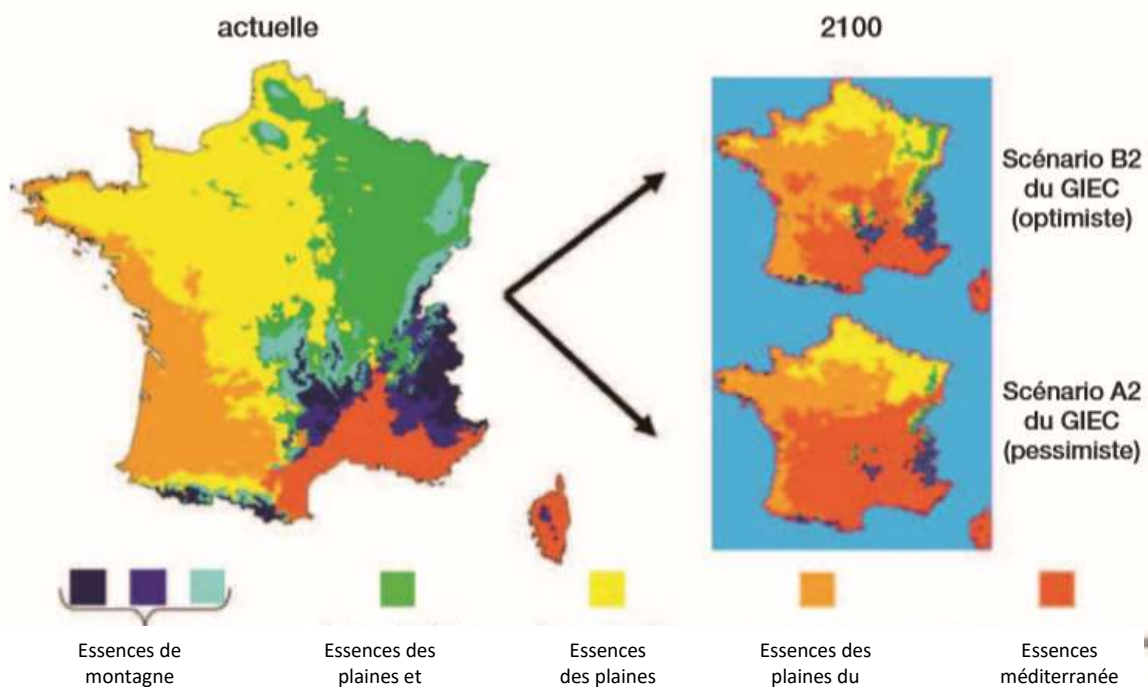 actuelle
2100
Scénario B2
du GIEC
(optimiste)
Scénario A2
du GIEC
(pessimiste)
Essences de
montagne
Essences des
plaines et
Essences
des plaines
Essences des
plaines du
Essences
méditerranée